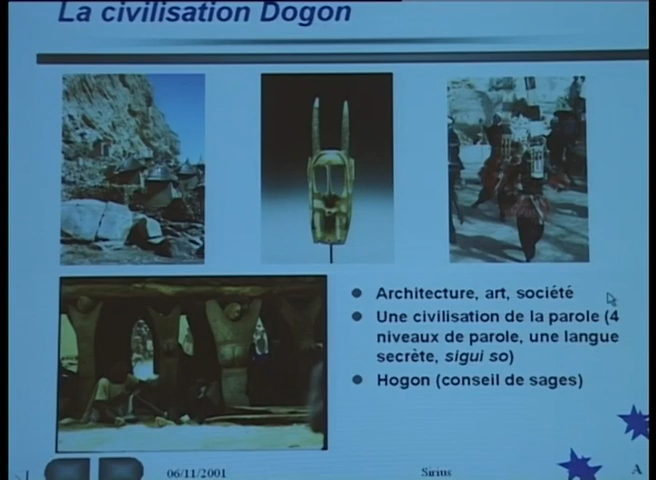 La civilisation Dogon
Architecture, art, société
Une civilisation de la parole (4
niveaux de parole, une langue
secrète, sigui so)
Hogon (conseil de sages)
06/11/2001
Sirius
A